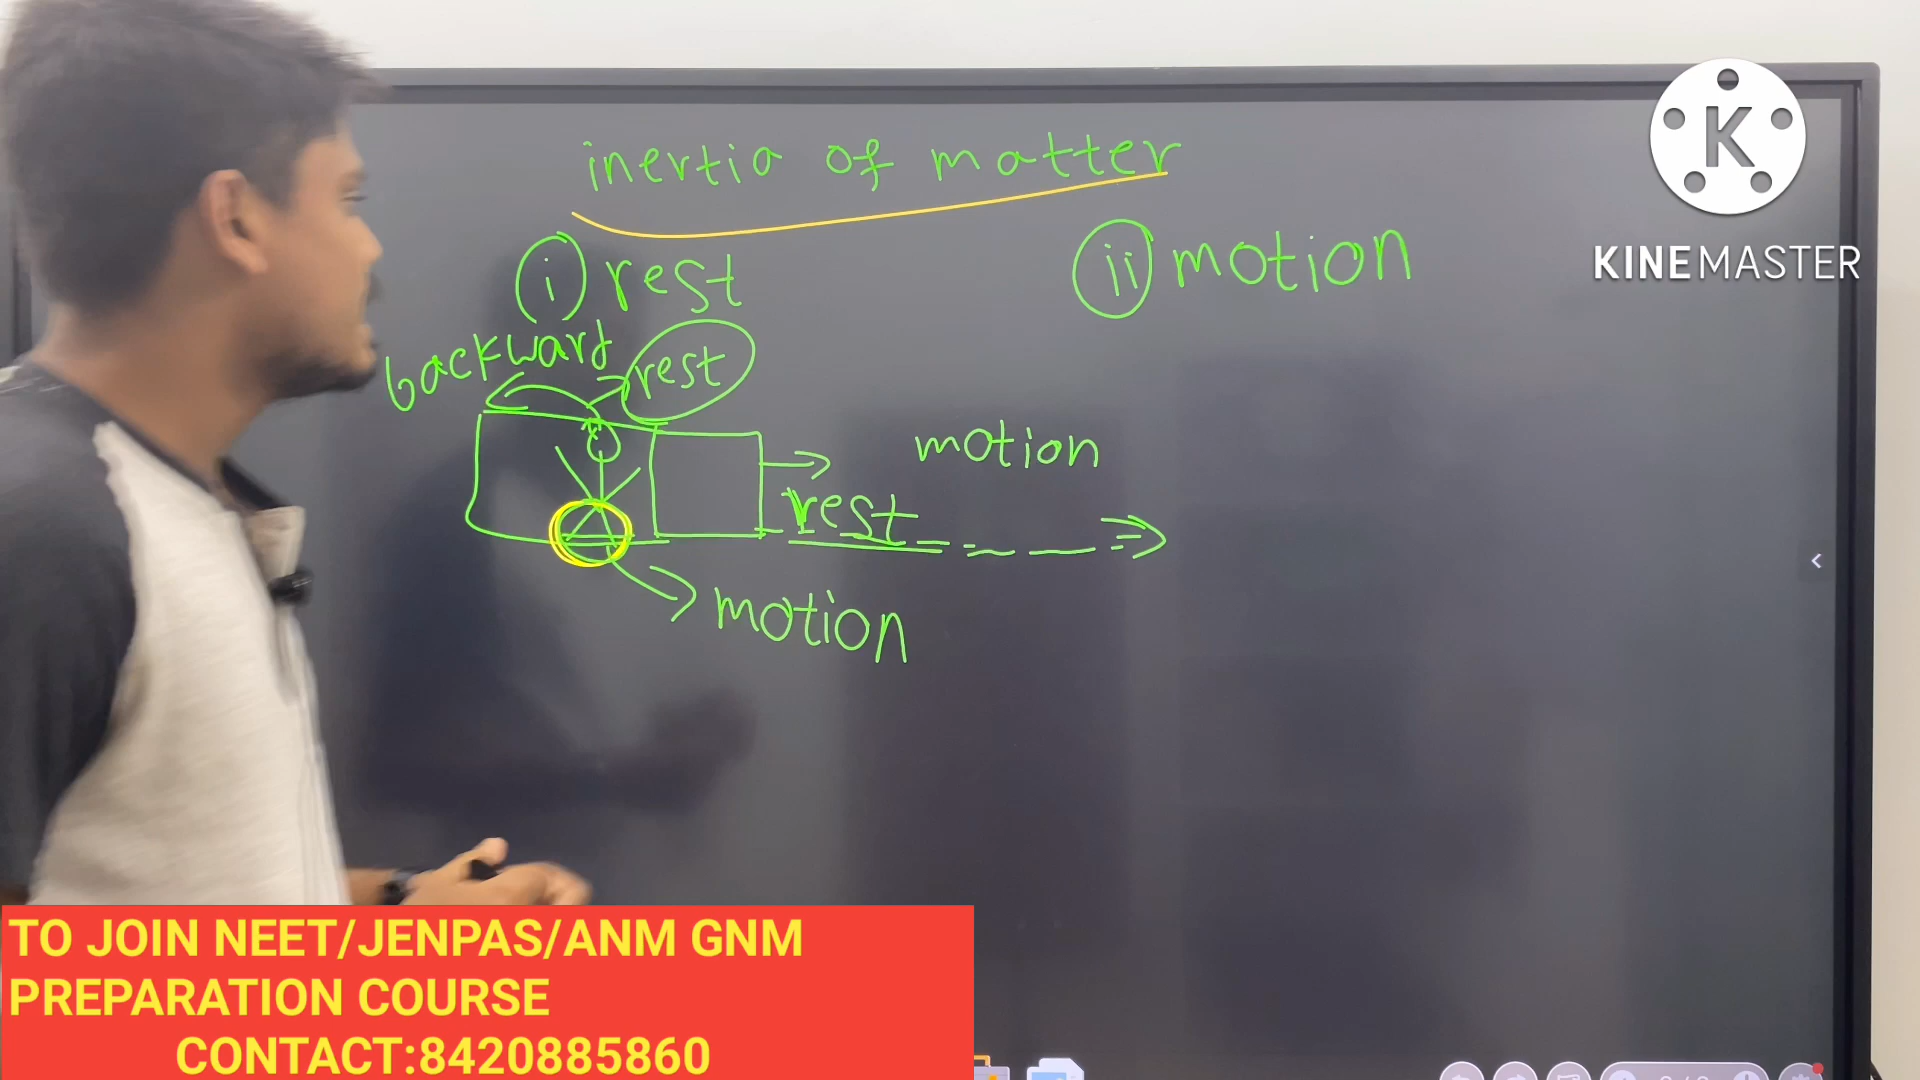 inertia of matter
i rest
ii motion
backward
rest
motion
rest
motion
K
KINEMASTER
TO JOIN NEET/JENPAS/ANM GNM
PREPARATION COURSE
CONTACT:8420885860